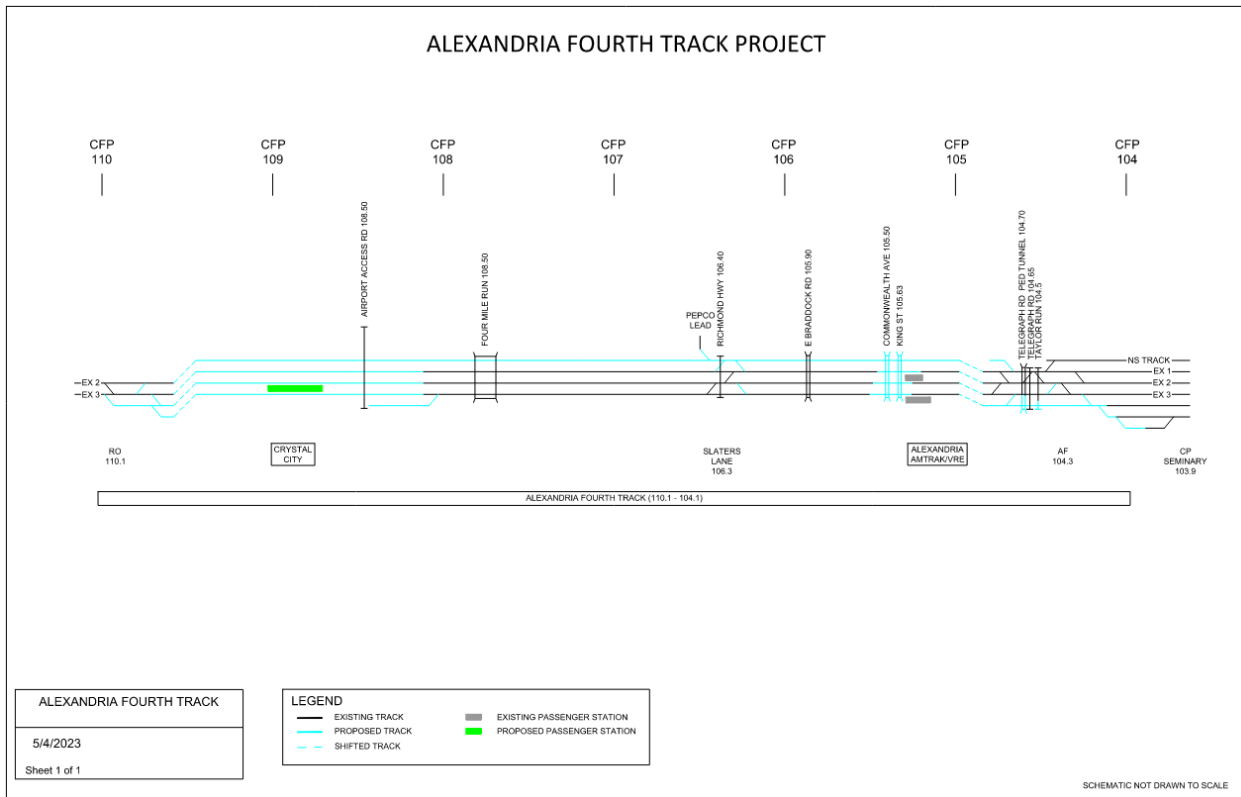 ALEXANDRIA FOURTH TRACK PROJECT
CFP
110
CFP
109
CFP
108
CFP
107
CFP
106
CFP
105
CFP
104
AIRPORT ACCESS RD 108.50
FOUR MILE RUN 108.50
PEPCO
LEAD
RICHMOND HWY 106.40
E BRADDOCK RD 105.90
COMMONWEALTH AVE 105.50
KING ST 105.63
TELEGRAPH RD PED TUNNEL 104.70
TELEGRAPH RD 104.65
TAYLOR RUN 104.5
NS TRACK
EX 1
EX 2
EX 3
EX 2
EX 3
RO
110.1
CRYSTAL
CITY
SLATERS
LANE
106.3
ALEXANDRIA
AMTRAK/VRE
AF
104.3
CP
SEMINARY
103.9
ALEXANDRIA FOURTH TRACK (110.1 - 104.1)
ALEXANDRIA FOURTH TRACK
5/4/2023
Sheet 1 of 1
LEGEND
EXISTING TRACK
PROPOSED TRACK
SHIFTED TRACK
EXISTING PASSENGER STATION
PROPOSED PASSENGER STATION
SCHEMATIC NOT DRAWN TO SCALE